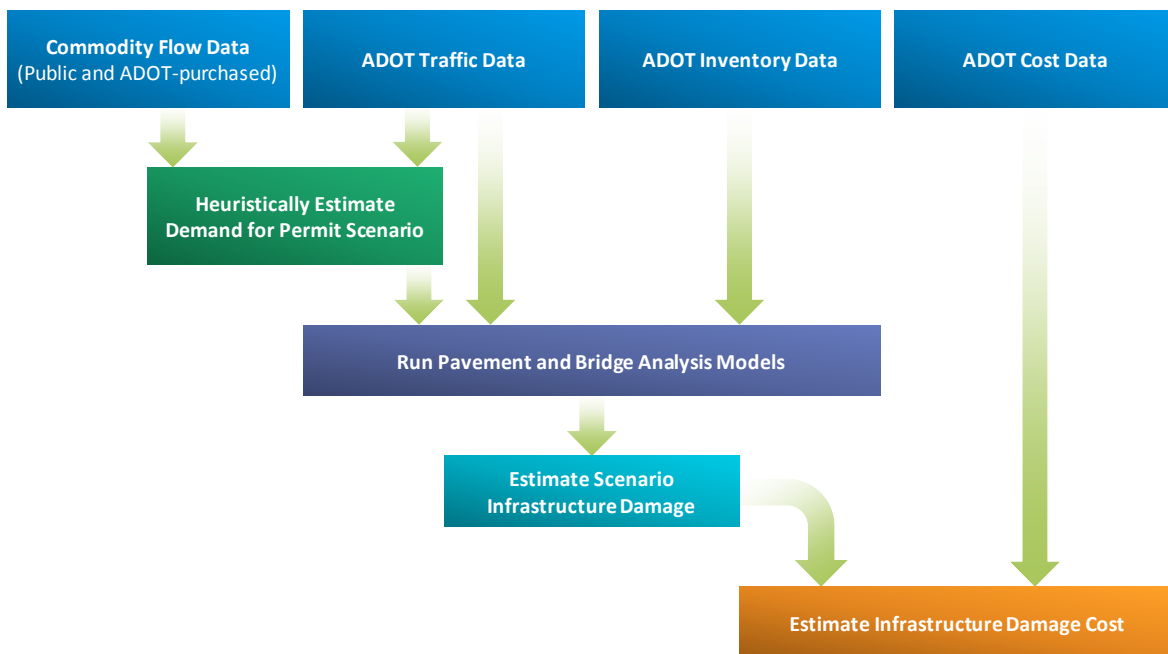 Commodity Flow Data
(Public and ADOT-purchased)
ADOT Traffic Data
ADOT Inventory Data
ADOT Cost Data
Heuristically Estimate
Demand for Permit Scenario
Run Pavement and Bridge Analysis Models
Estimate Scenario
Infrastructure Damage
Estimate Infrastructure Damage Cost